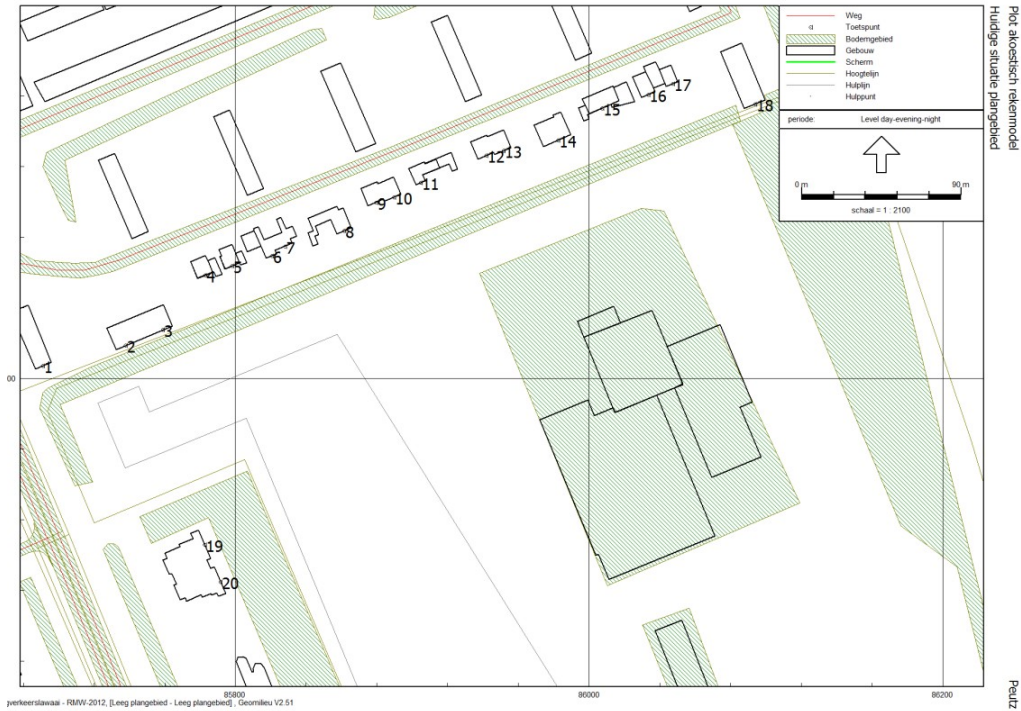 Plot akoestisch rekenmodel
Huidige situatie plangebied
Weg
Toetspunt
Bodemgebied
Gebouw
Scherm
Hoogtelijn
Hulplijn
Hulppunt
periode: Level day-evening-night
0 m 90 m
schaal = 1 : 2100
1
2
3
4
5
6
7
8
9
10
11
12
13
14
15
16
17
18
19
20
00
85800 86000 86200
verkeerslawaai - RMW-2012, [Leeg plangebied - Leeg plangebied] , Geomilieu V2.51
Peutz